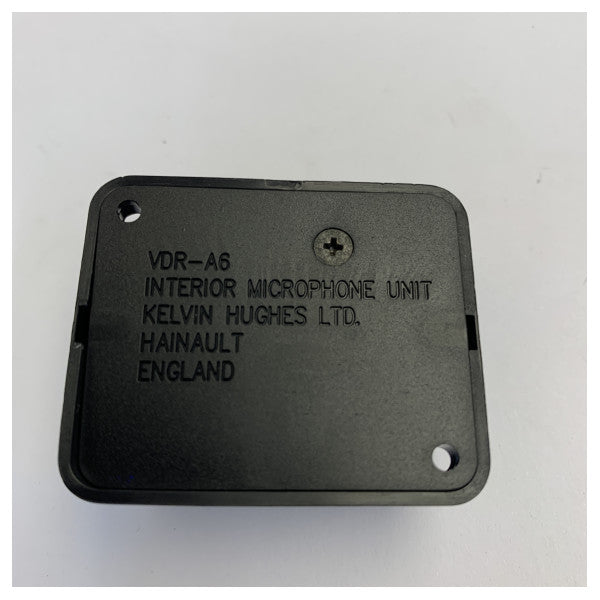 VDR-A6
INTERIOR MICROPHONE UNIT
KELVIN HUGHES LTD.
HAINAULT
ENGLAND